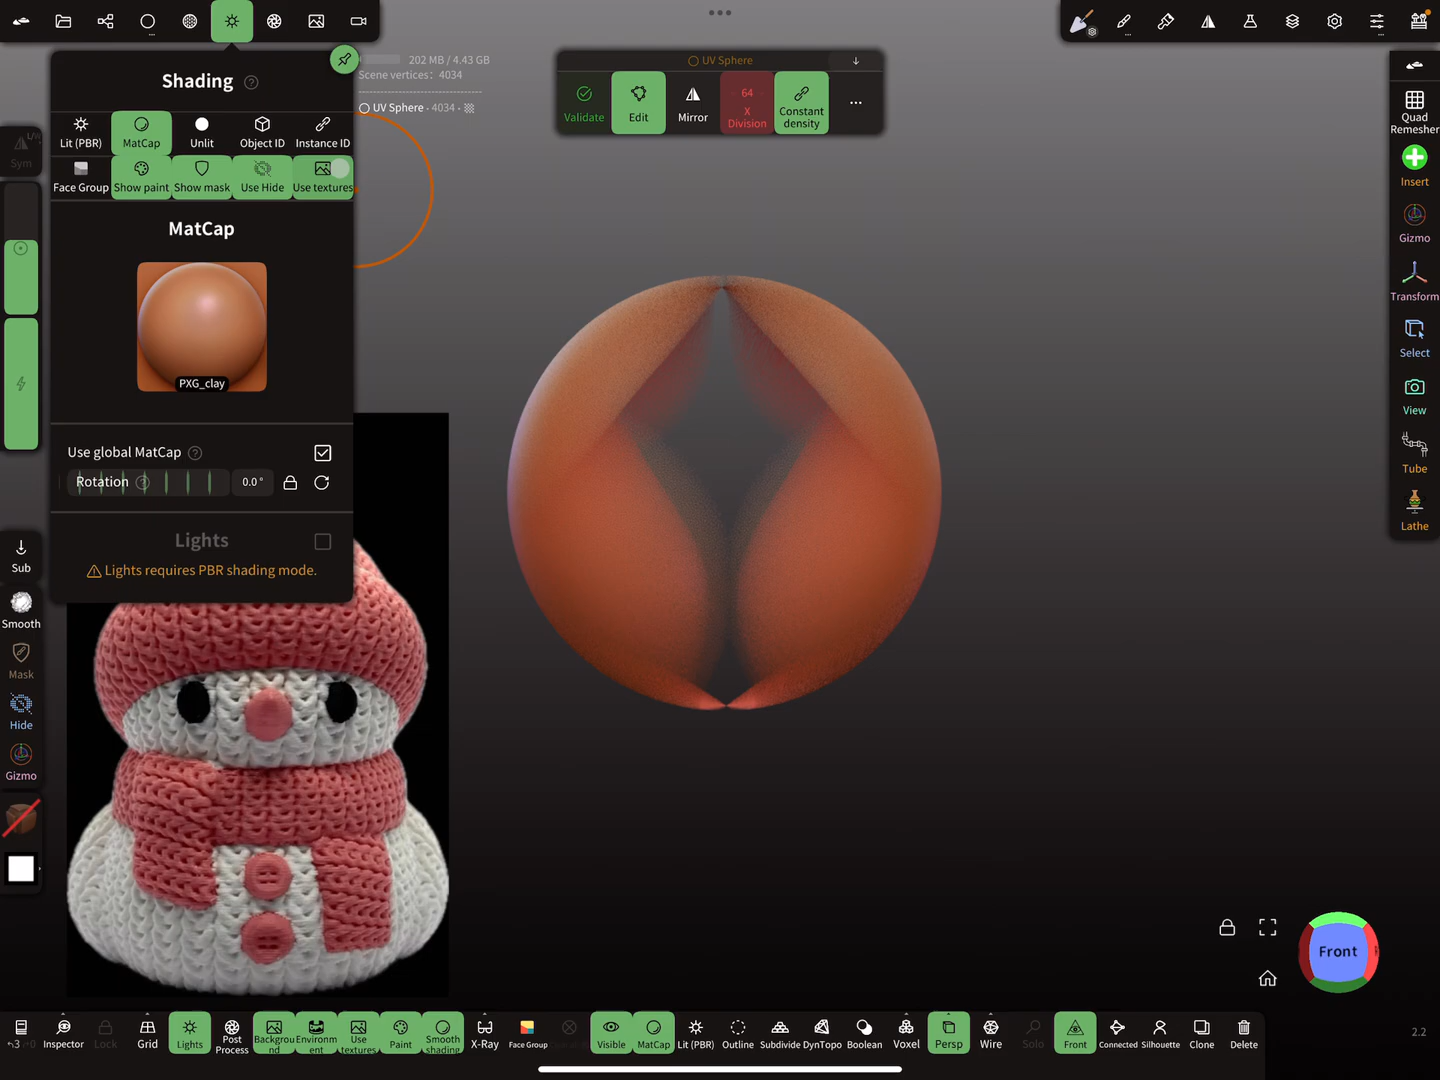 202 MB / 4.43 GB
Scene vertices: 4034
UV Sphere • 4034 •
UV Sphere
Validate
Edit
Mirror
64
X
Division
Constant
density
Shading
Lit (PBR)
MatCap
Unlit
Object ID
Instance ID
Face Group
Show paint
Show mask
Use Hide
Use textures
MatCap
PXG_clay
Use global MatCap
Rotation
0.0 °
Lights
Lights requires PBR shading mode.
Sym
Sub
Smooth
Mask
Hide
Gizmo
Quad
Remesher
Insert
Gizmo
Transform
Select
View
Tube
Lathe
Front
2.2
Inspector
Lock
Grid
Lights
Post
Process
Backgrou
nd
Environm
ent
Use
textures
Paint
Smooth
shading
X-Ray
Face Group
Visible
MatCap
Lit (PBR)
Outline
Subdivide
DynTopo
Boolean
Voxel
Persp
Wire
Solo
Front
Connected
Silhouette
Clone
Delete